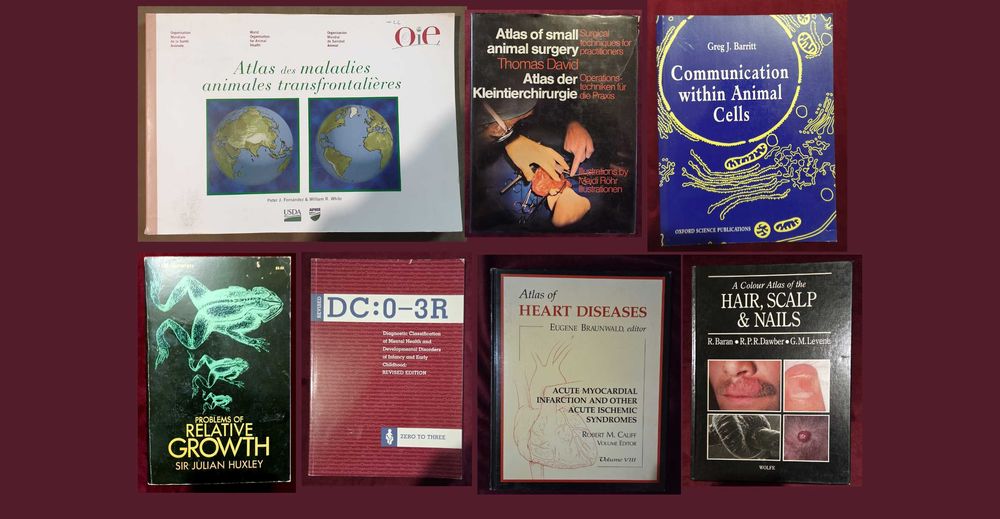 Organisation
Mondiale
de la Santé
Animale
World
Organisation
for Animal
Health
Organización
Mundial
de Sanidad
Animal
oie
Atlas des maladies
animales transfrontalières
Peter J. Fernández & William R. White
USDA
APHIS
Atlas of small
animal surgery
Surgical
techniques for
practitioners
Thomas David
Atlas der
Kleintierchirurgie
Operations-
techniken für
die Praxis
Illustrations by
Majdi Röhr
Illustrationen
Greg J. Barritt
Communication
within Animal
Cells
OXFORD SCIENCE PUBLICATIONS
PROBLEMS OF
RELATIVE
GROWTH
SIR JULIAN HUXLEY
REVISED
DC:0–3R
Diagnostic Classification
of Mental Health and
Developmental Disorders
of Infancy and Early
Childhood:
REVISED EDITION
ZERO TO THREE
Atlas of
HEART DISEASES
EUGENE BRAUNWALD, editor
ACUTE MYOCARDIAL
INFARCTION AND OTHER
ACUTE ISCHEMIC
SYNDROMES
ROBERT M. CALIFF
VOLUME EDITOR
Volume VIII
A Colour Atlas of the
HAIR, SCALP
& NAILS
R. Baran • R.P.R. Dawber • G.M. Levene
WOLFE